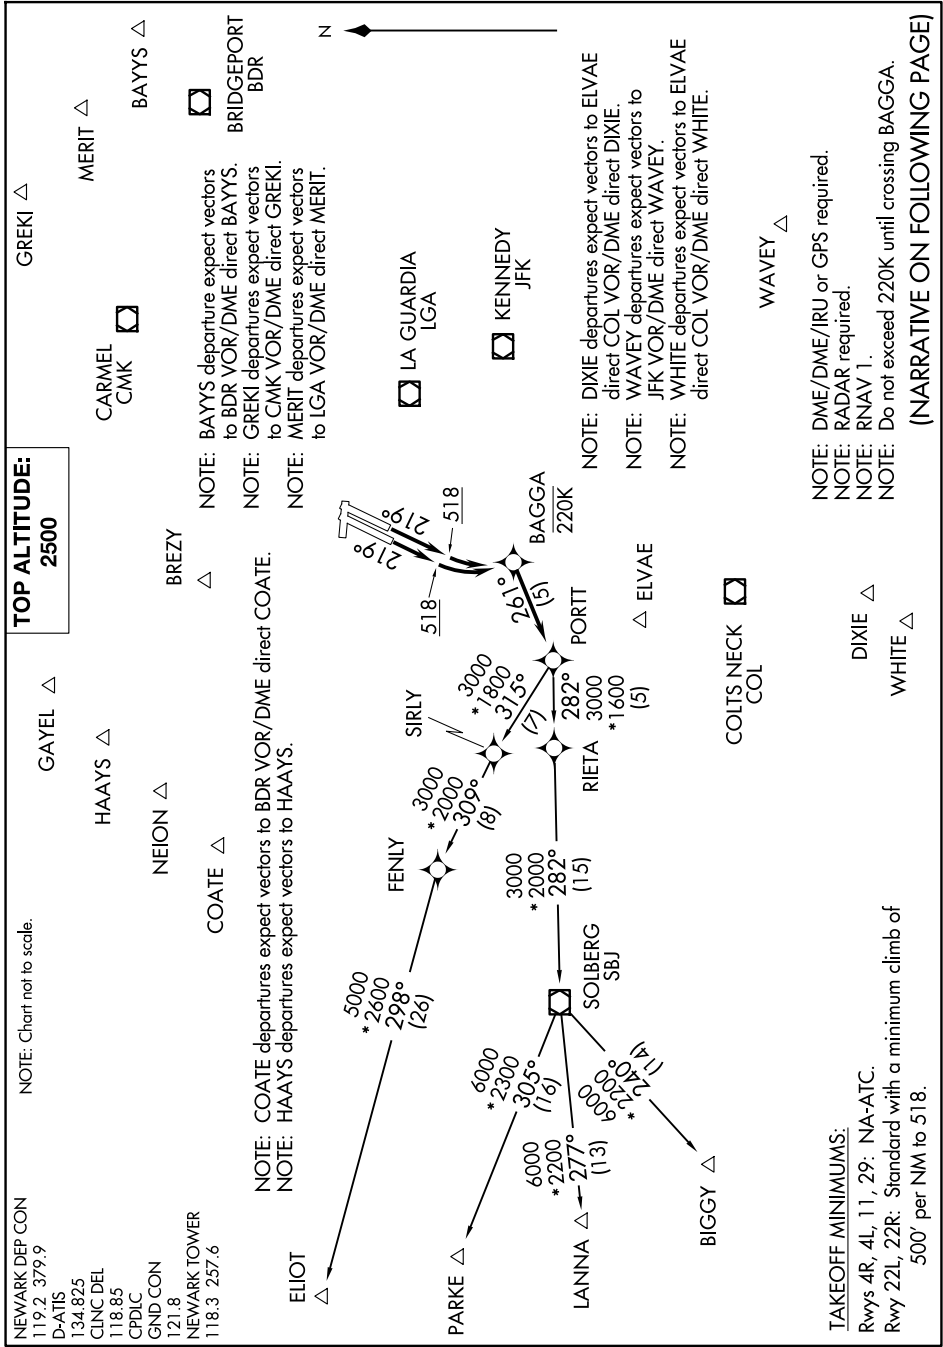 NEWARK DEP CON
119.2 379.9
D-ATIS
134.825
CLNC DEL
118.85
CPDLC
GND CON
121.8
NEWARK TOWER
118.3 257.6
NOTE: Chart not to scale.
TOP ALTITUDE:
2500
GREKI
MERIT
BAYYS
BRIDGEPORT
BDR
CARMEL
CMK
GAYEL
HAAYS
NEION
COATE
BREZY
NOTE: COATE departures expect vectors to BDR VOR/DME direct COATE.
NOTE: HAAYS departures expect vectors to HAAYS.
NOTE: BAYYS departure expect vectors
to BDR VOR/DME direct BAYYS.
NOTE: GREKI departures expect vectors
to CMK VOR/DME direct GREKI.
NOTE: MERIT departures expect vectors
to LGA VOR/DME direct MERIT.
N
LA GUARDIA
LGA
KENNEDY
JFK
ELIOT
5000
*2600
298°
(26)
FENLY
3000
*2000
309°
(8)
SIRLY
3000
*1800
315°
(7)
219°
219°
518
518
BAGGA
220K
261°
(5)
PORTT
282°
3000
*1600
(5)
RIETA
3000
*2000
282°
(15)
SOLBERG
SBJ
PARKE
6000
*2300
305°
(16)
LANNA
6000
*2200
277°
(13)
BIGGY
6000
*2200
240°
(14)
ELVAE
COLTS NECK
COL
DIXIE
WHITE
WAVEY
NOTE: DIXIE departures expect vectors to ELVAE
direct COL VOR/DME direct DIXIE.
NOTE: WAVEY departures expect vectors to
JFK VOR/DME direct WAVEY.
NOTE: WHITE departures expect vectors to ELVAE
direct COL VOR/DME direct WHITE.
NOTE: DME/DME/IRU or GPS required.
NOTE: RADAR required.
NOTE: RNAV 1.
NOTE: Do not exceed 220K until crossing BAGGA.
TAKEOFF MINIMUMS:
Rwys 4R, 4L, 11, 29: NA-ATC.
Rwy 22L, 22R: Standard with a minimum climb of
500' per NM to 518.
(NARRATIVE ON FOLLOWING PAGE)